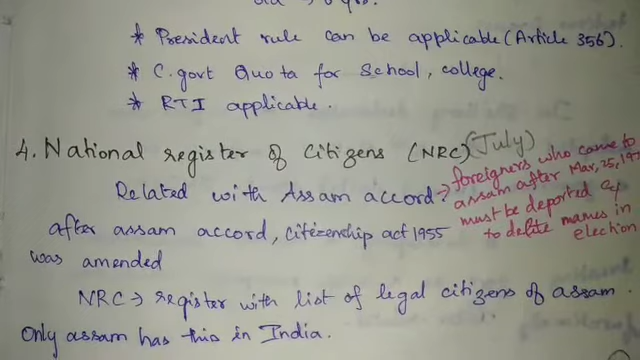 * President rule can be applicable (Article 356).
* C. govt Quota for school, college.
* RTI applicable.
4. National register of Citizens (NRC) (July)
Related with Assam accord.
→ foreigners who came to
assam after Mar, 25, 197
must be deported &
to delete names in
election
after assam accord, citizenship act 1955
was amended
NRC → register with list of legal citizens of assam.
Only assam has this in India.